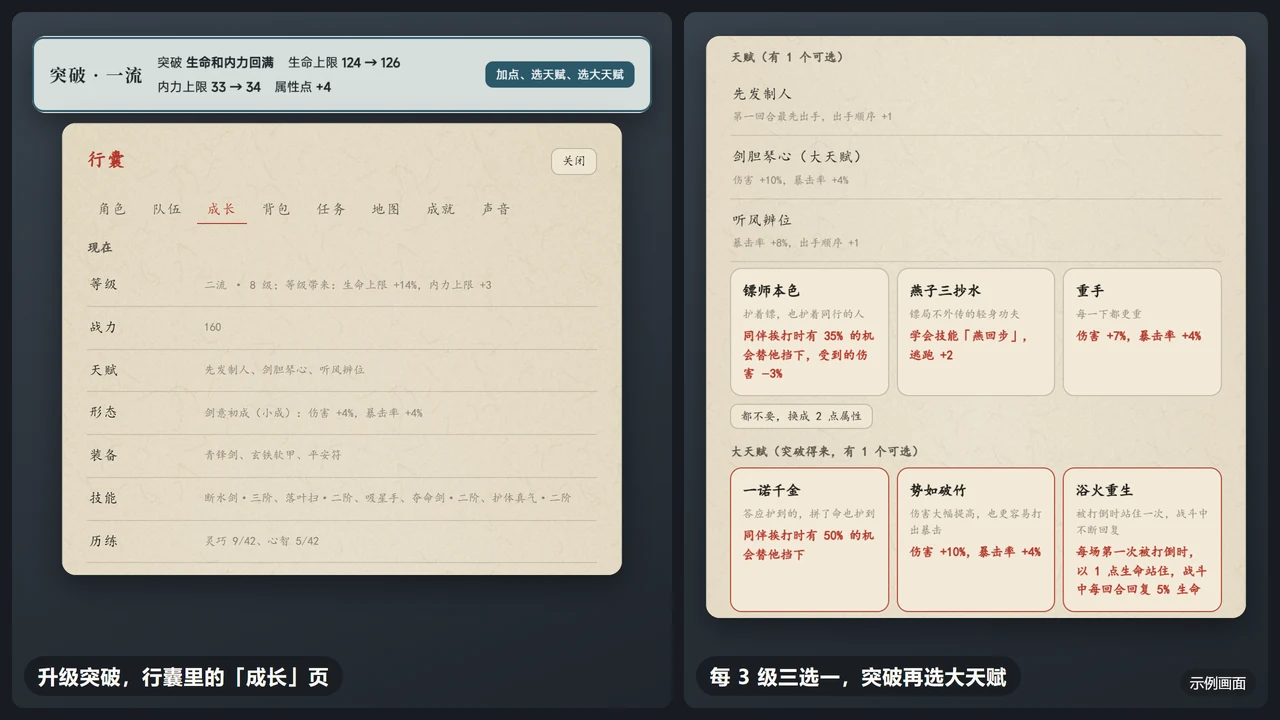 突破 · 一流
突破 生命和内力回满 生命上限 124 → 126
内力上限 33 → 34 属性点 +4
加点、选天赋、选大天赋
行囊
关闭
角色 队伍 成长 背包 任务 地图 成就 声音
现在
等级 二流 · 8 级；等级带来：生命上限 +14%，内力上限 +3
战力 160
天赋 先发制人、剑胆琴心、听风辨位
形态 剑意初成（小成）：伤害 +4%，暴击率 +4%
装备 青锋剑、玄铁软甲、平安符
技能 断水剑·三阶、落叶扫·二阶、吸星手、夺命剑·二阶、护体真气·二阶
历练 灵巧 9/42、心智 5/42
升级突破，行囊里的「成长」页
天赋（有 1 个可选）
先发制人
第一回合最先出手，出手顺序 +1
剑胆琴心（大天赋）
伤害 +10%，暴击率 +4%
听风辨位
暴击率 +8%，出手顺序 +1
镖师本色
护着镖，也护着同行的人
同伴挨打时有 35% 的机
会替他挡下，受到的伤
害 −3%
燕子三抄水
镖局不外传的轻身功夫
学会技能「燕回步」，
逃跑 +2
重手
每一下都更重
伤害 +7%，暴击率 +4%
都不要，换成 2 点属性
大天赋（突破得来，有 1 个可选）
一诺千金
答应护到的，拼了命也护到
同伴挨打时有 50% 的机
会替他挡下
势如破竹
伤害大幅提高，也更容易打
出暴击
伤害 +10%，暴击率 +4%
浴火重生
被打倒时站住一次，战斗中
不断回复
每场第一次被打倒时，
以 1 点生命站住，战斗
中每回合回复 5% 生命
每 3 级三选一，突破再选大天赋
示例画面